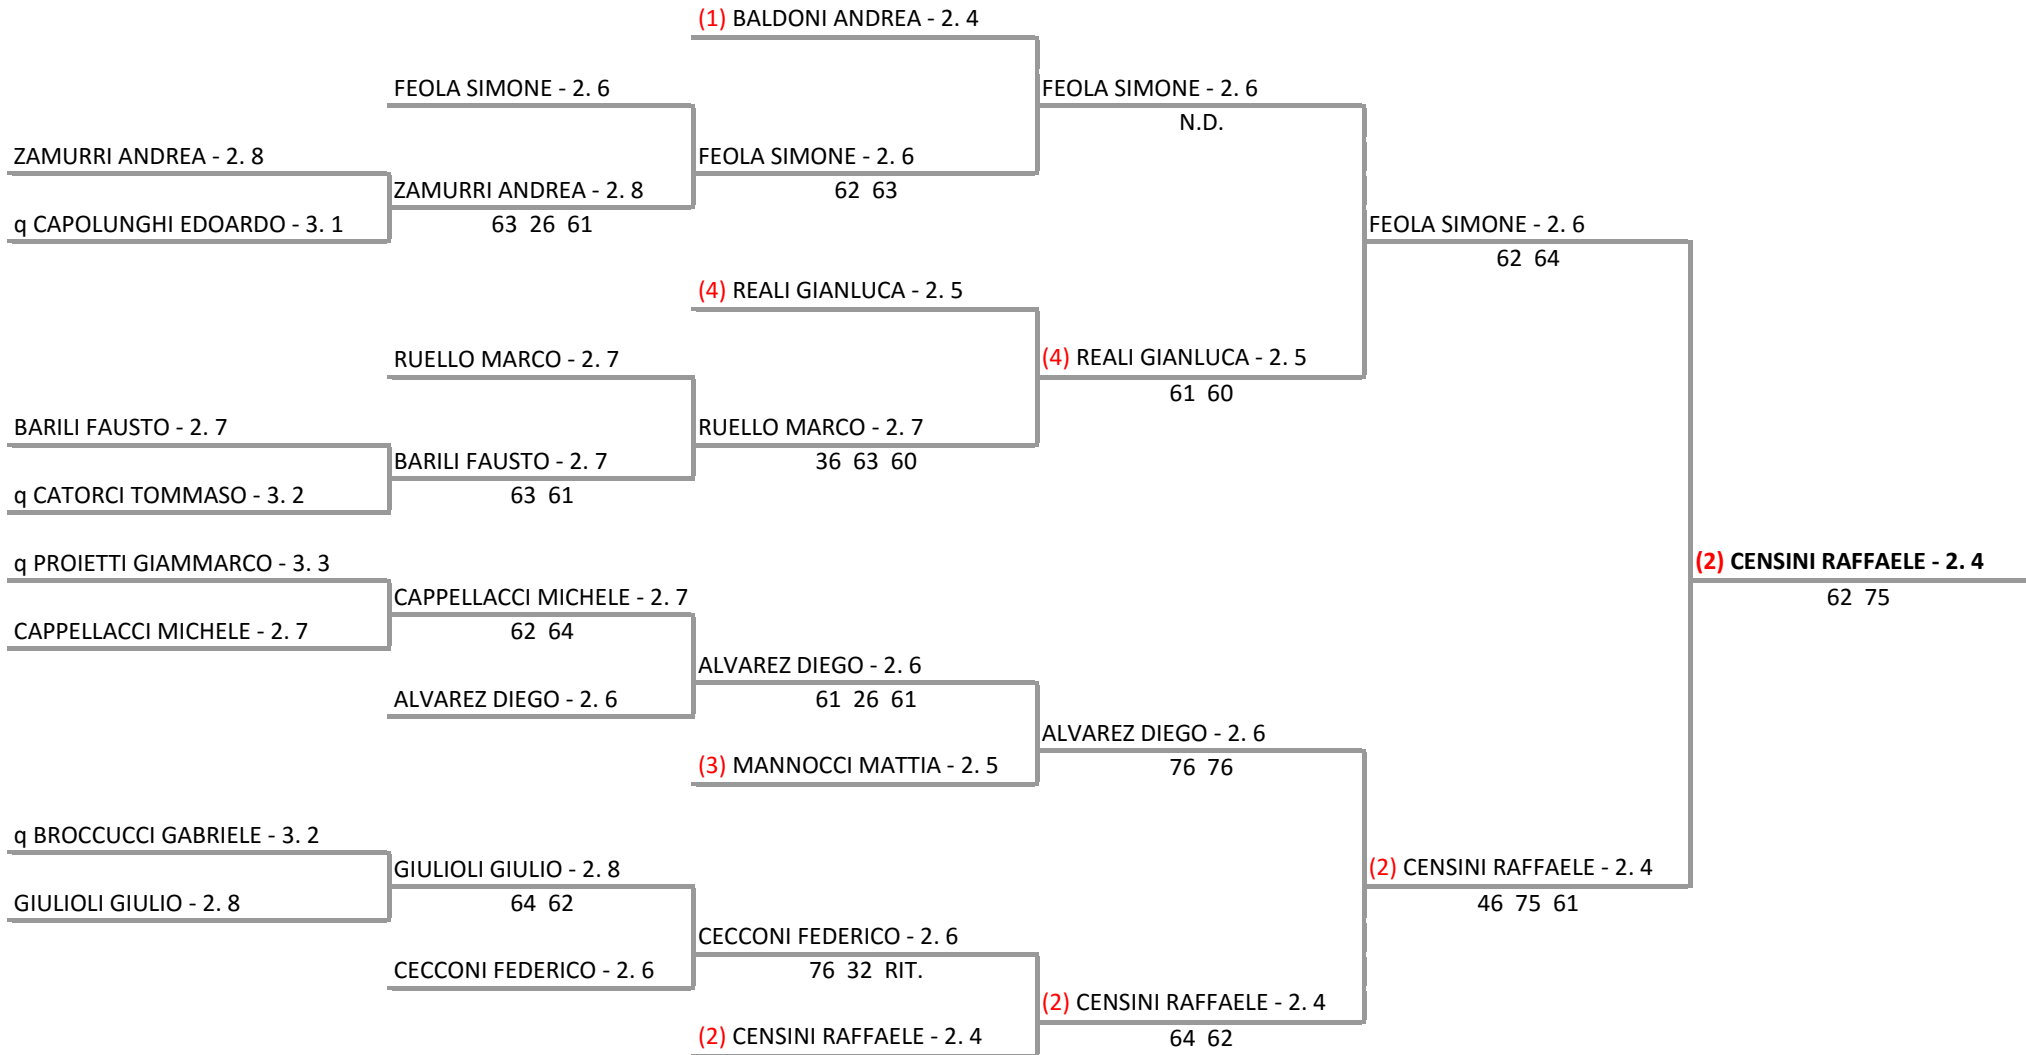 (1) BALDONI ANDREA - 2. 4
FEOLA SIMONE - 2. 6
FEOLA SIMONE - 2. 6
N.D.
ZAMURRI ANDREA - 2. 8
FEOLA SIMONE - 2. 6
ZAMURRI ANDREA - 2. 8
62 63
q CAPOLUNGHI EDOARDO - 3. 1
63 26 61
FEOLA SIMONE - 2. 6
62 64
(4) REALI GIANLUCA - 2. 5
RUELLO MARCO - 2. 7
(4) REALI GIANLUCA - 2. 5
61 60
BARILI FAUSTO - 2. 7
RUELLO MARCO - 2. 7
BARILI FAUSTO - 2. 7
36 63 60
q CATORCI TOMMASO - 3. 2
63 61
q PROIETTI GIAMMARCO - 3. 3
(2) CENSINI RAFFAELE - 2. 4
CAPPELLACCI MICHELE - 2. 7
62 75
CAPPELLACCI MICHELE - 2. 7
62 64
ALVAREZ DIEGO - 2. 6
ALVAREZ DIEGO - 2. 6
61 26 61
ALVAREZ DIEGO - 2. 6
(3) MANNOCCI MATTIA - 2. 5
76 76
q BROCCUCCI GABRIELE - 3. 2
GIULIOLI GIULIO - 2. 8
(2) CENSINI RAFFAELE - 2. 4
GIULIOLI GIULIO - 2. 8
64 62
46 75 61
CECCONI FEDERICO - 2. 6
CECCONI FEDERICO - 2. 6
76 32 RIT.
(2) CENSINI RAFFAELE - 2. 4
(2) CENSINI RAFFAELE - 2. 4
64 62